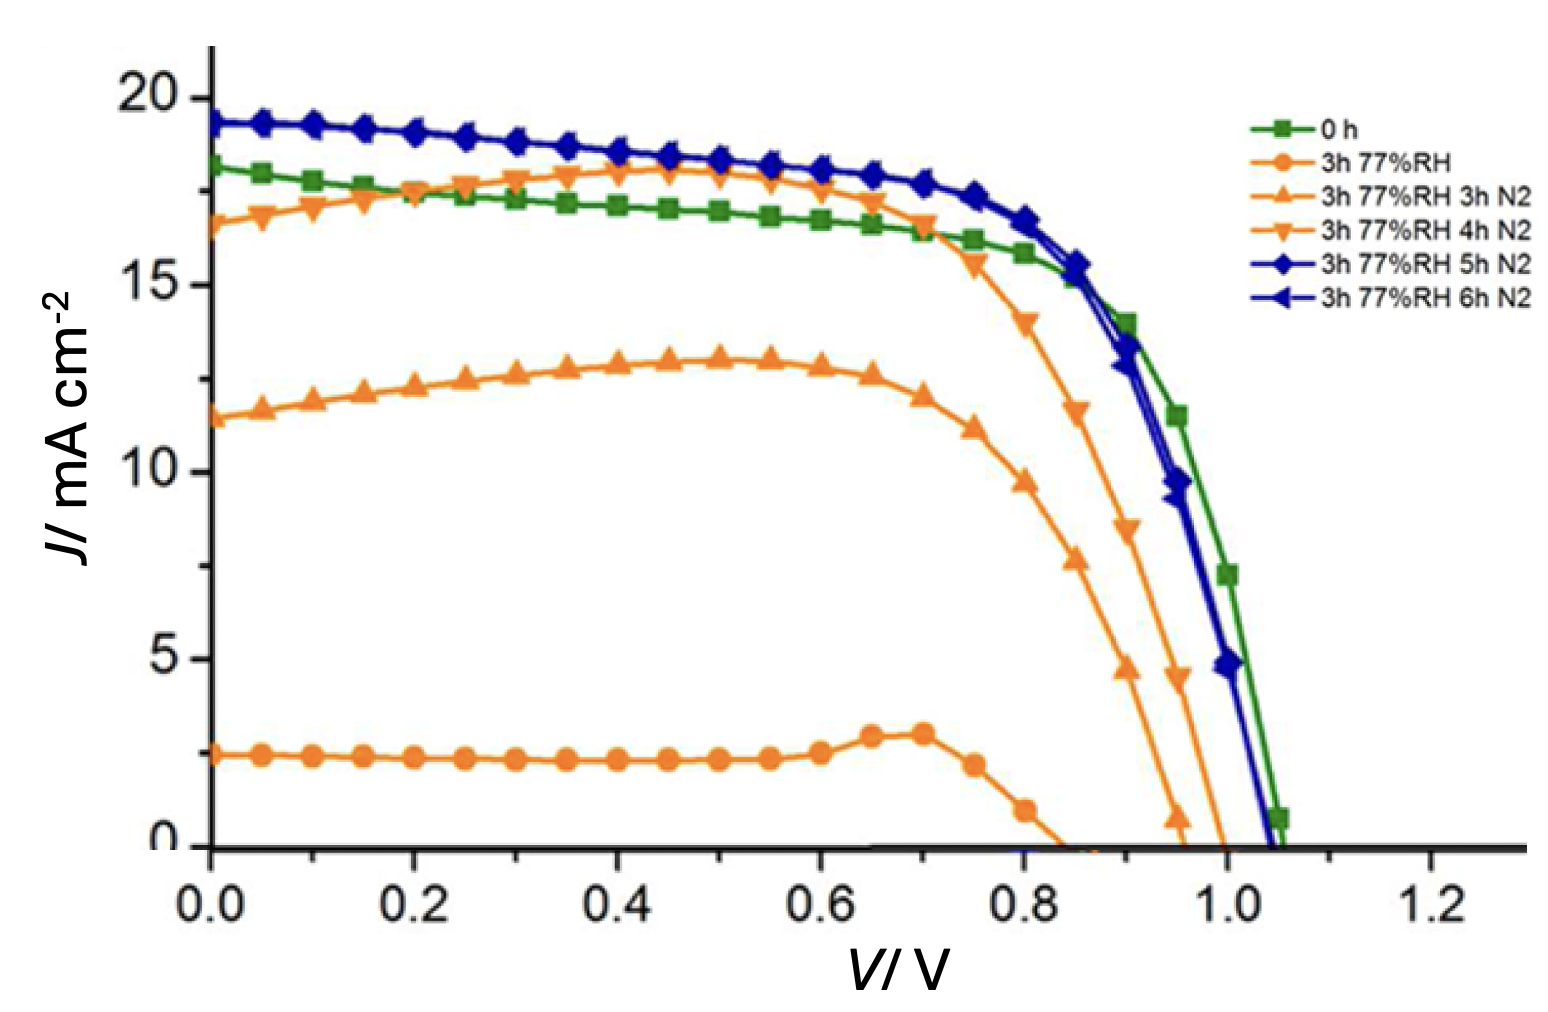 20
15
10
5
0
J/ mA cm-2
0.0 0.2 0.4 0.6 0.8 1.0 1.2
V/ V
0 h
3h 77%RH
3h 77%RH 3h N2
3h 77%RH 4h N2
3h 77%RH 5h N2
3h 77%RH 6h N2